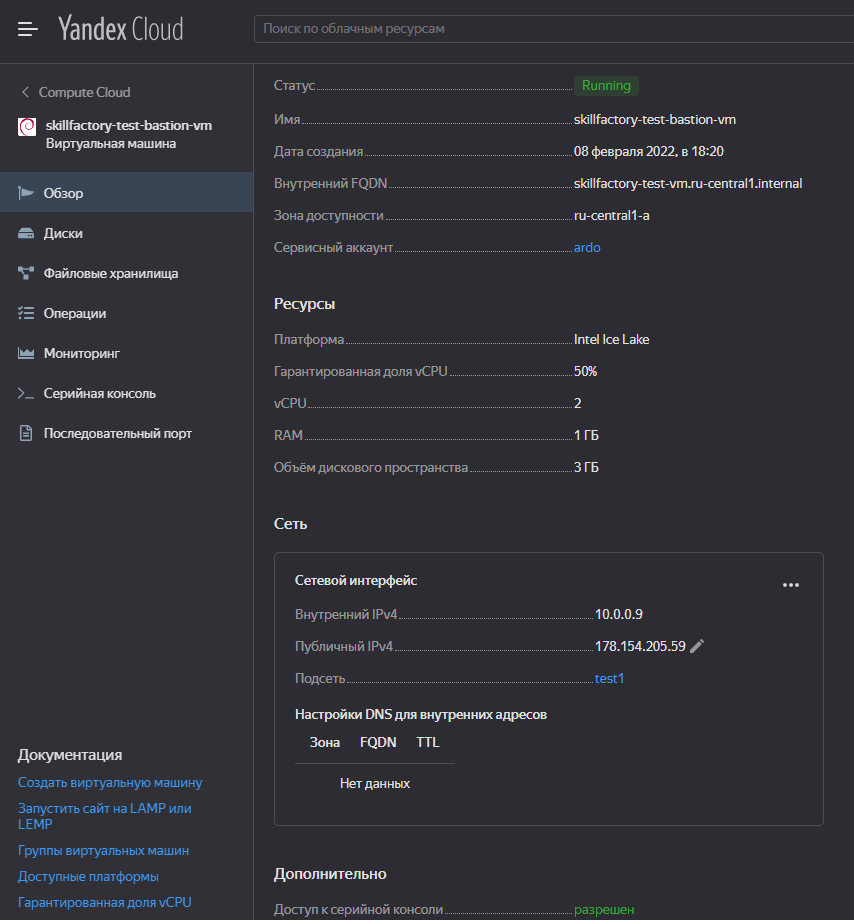 Yandex Cloud
Поиск по облачным ресурсам
Compute Cloud
skillfactory-test-bastion-vm
Виртуальная машина
Обзор
Диски
Файловые хранилища
Операции
Мониторинг
Серийная консоль
Последовательный порт
Документация
Создать виртуальную машину
Запустить сайт на LAMP или
LEMP
Группы виртуальных машин
Доступные платформы
Гарантированная доля vCPU
Статус Running
Имя skillfactory-test-bastion-vm
Дата создания 08 февраля 2022, в 18:20
Внутренний FQDN skillfactory-test-vm.ru-central1.internal
Зона доступности ru-central1-a
Сервисный аккаунт ardo
Ресурсы
Платформа Intel Ice Lake
Гарантированная доля vCPU 50%
vCPU 2
RAM 1 ГБ
Объём дискового пространства 3 ГБ
Сеть
Сетевой интерфейс
Внутренний IPv4 10.0.0.9
Публичный IPv4 178.154.205.59
Подсеть test1
Настройки DNS для внутренних адресов
Зона FQDN TTL
Нет данных
Дополнительно
Доступ к серийной консоли разрешен